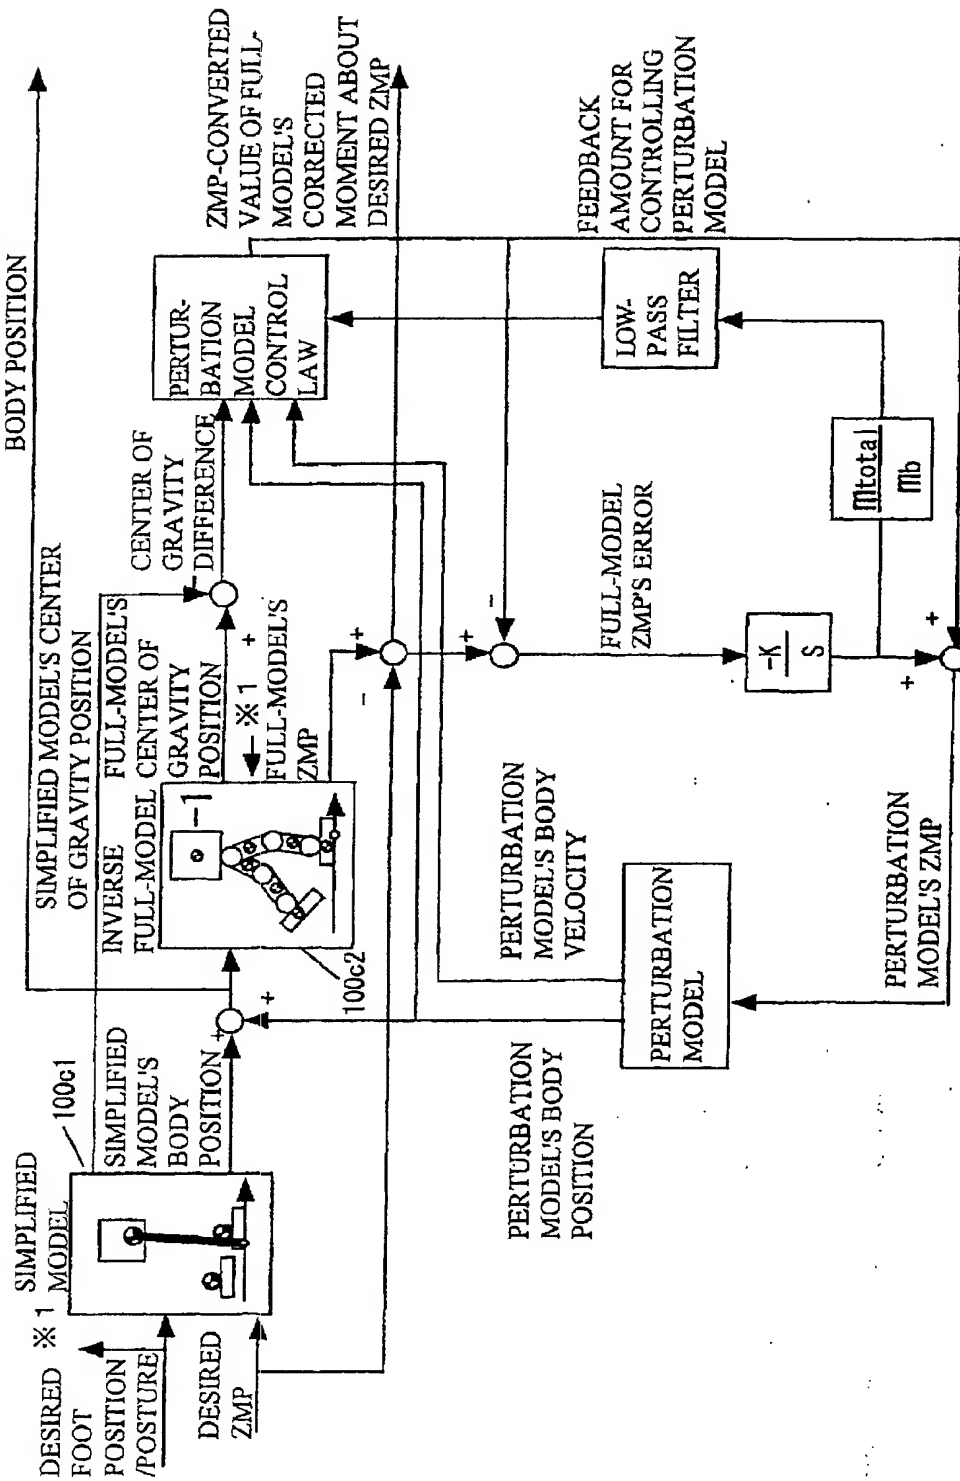 BODY POSITION
SIMPLIFIED MODEL'S CENTER
OF GRAVITY POSITION
DESIRED ※1
FOOT
POSITION
/POSTURE
DESIRED
ZMP
SIMPLIFIED
MODEL
100c1
SIMPLIFIED
MODEL'S
BODY
POSITION
+
+
INVERSE
FULL-MODEL
-1
100c2
FULL-MODEL'S
CENTER OF
GRAVITY
POSITION
※1
FULL-MODEL'S
ZMP
+
-
CENTER OF
GRAVITY
DIFFERENCE
PERTUR-
BATION
MODEL
CONTROL
LAW
ZMP-CONVERTED
VALUE OF FULL-
MODEL'S
CORRECTED
MOMENT ABOUT
DESIRED ZMP
+
-
+
-
FULL-MODEL
ZMP'S ERROR
FEEDBACK
AMOUNT FOR
CONTROLLING
PERTURBATION
MODEL
LOW-
PASS
FILTER
Mtotal
Mb
-K
S
+
+
PERTURBATION
MODEL'S BODY
VELOCITY
PERTURBATION
MODEL'S BODY
POSITION
PERTURBATION
MODEL
PERTURBATION
MODEL'S ZMP